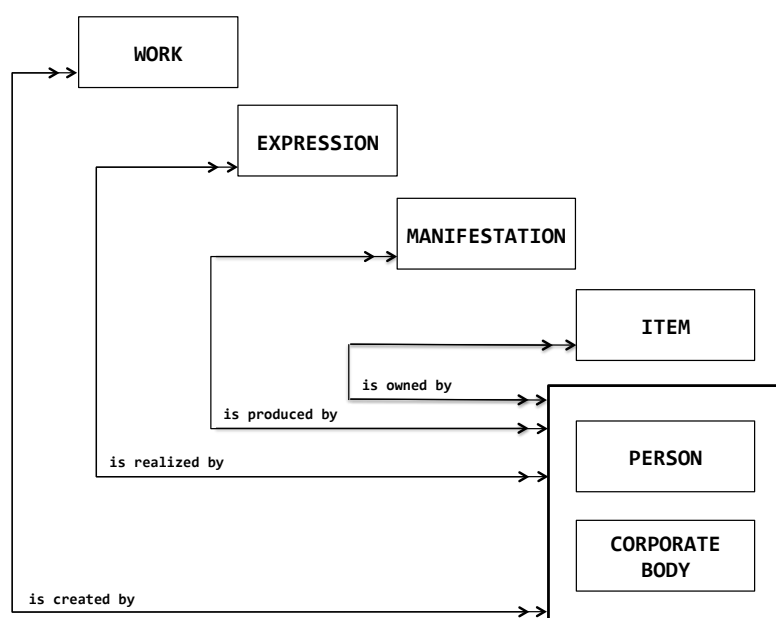 WORK
EXPRESSION
MANIFESTATION
ITEM
is owned by
is produced by
PERSON
is realized by
CORPORATE
BODY
is created by